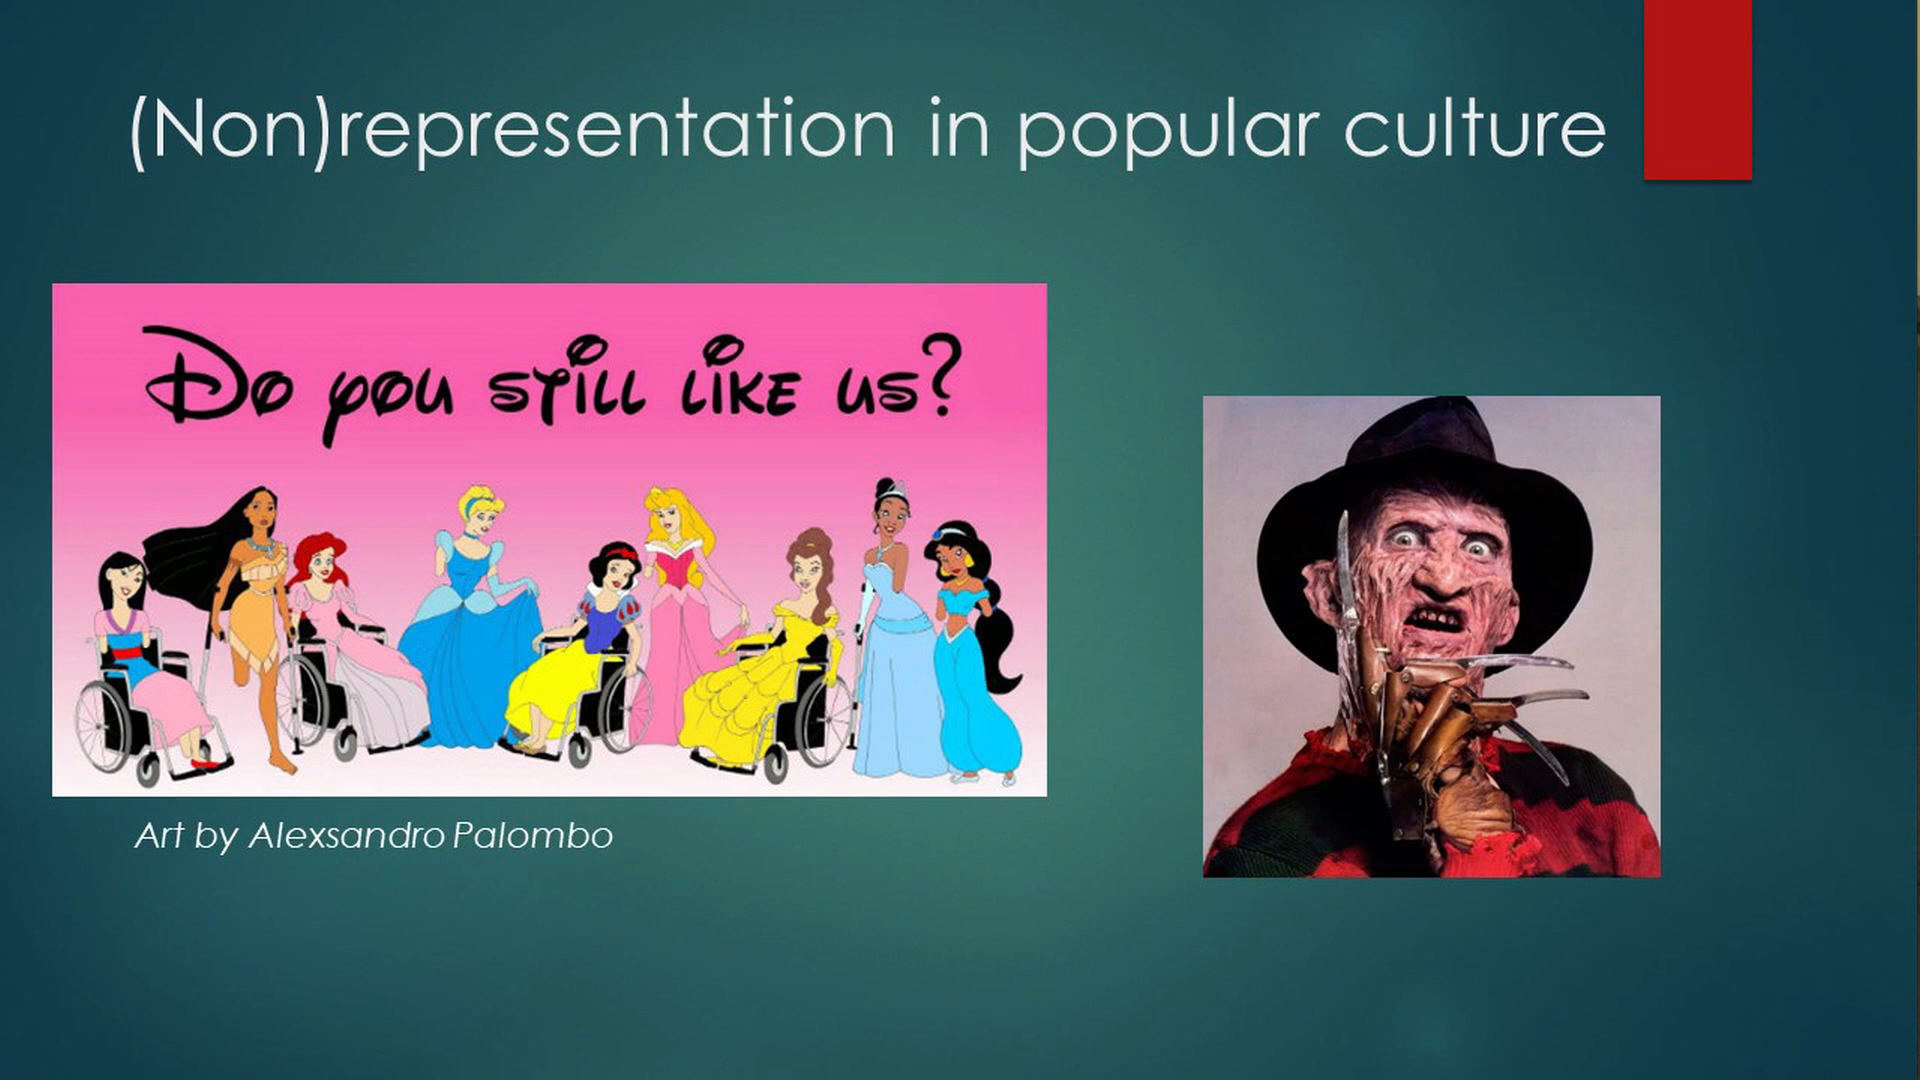 (Non)representation in popular culture
Do you still like us?
Art by Alexsandro Palombo